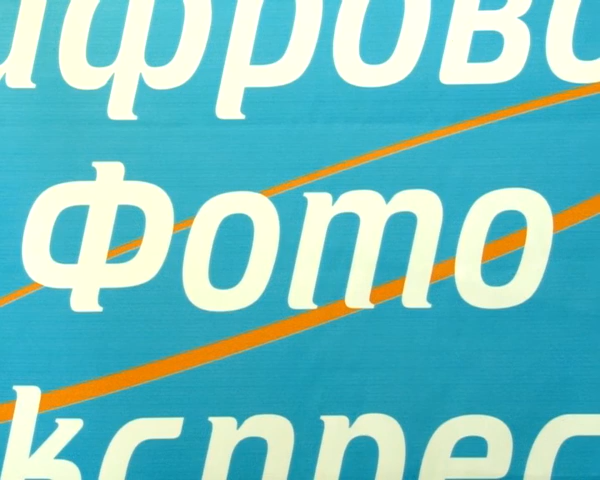 ифрово
Фото
кспрес